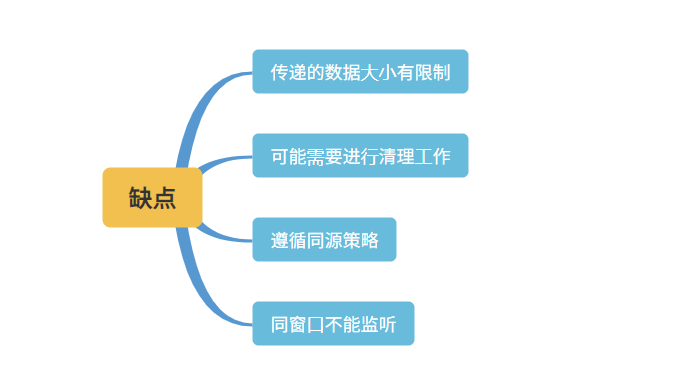 传递的数据大小有限制
可能需要进行清理工作
缺点
遵循同源策略
同窗口不能监听